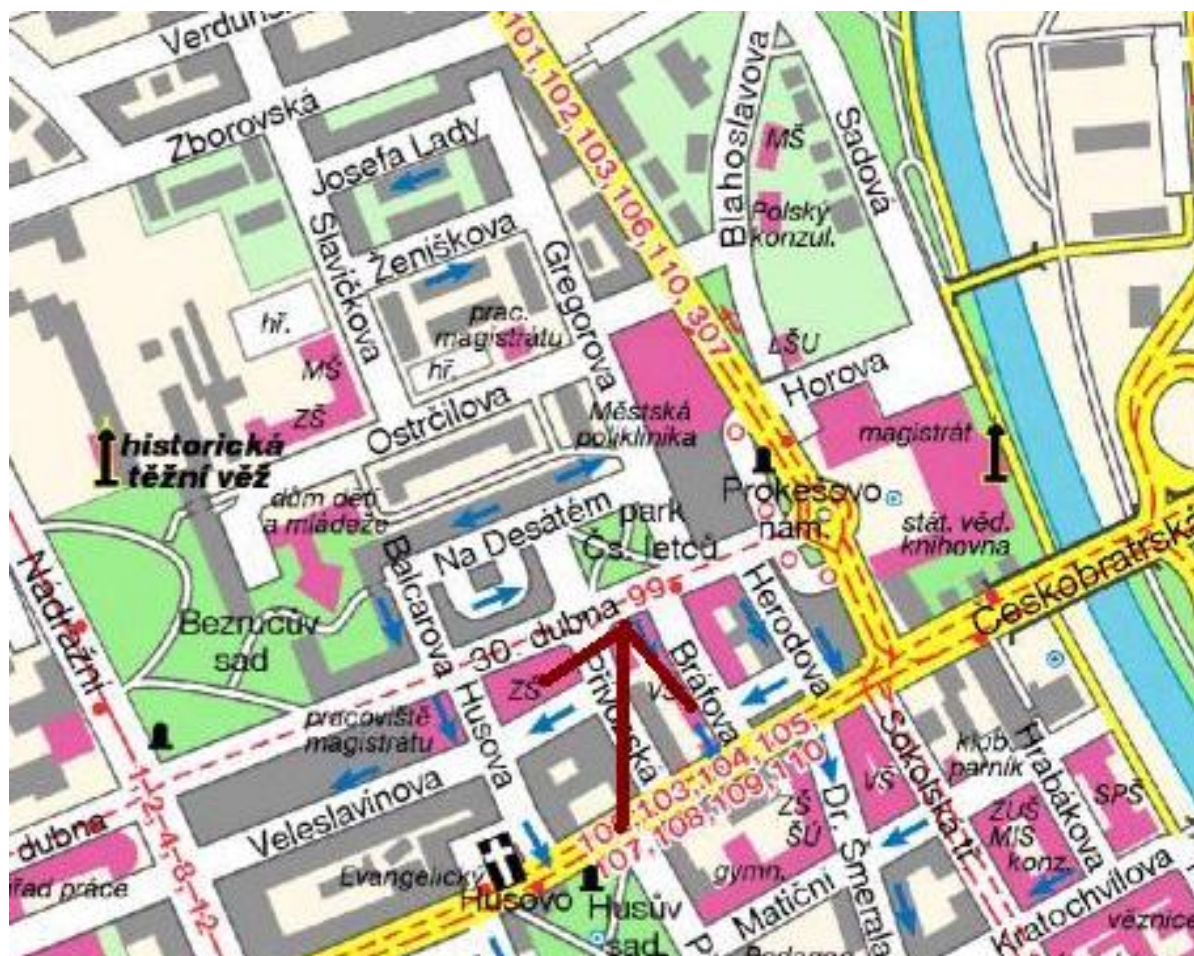 Verdunská
101,102,103,106,110, 307
Blahoslavova
Sadová
Zborovská
Josefa Lady
MŠ
Polský
konzul.
Slavíčkova
Ženíškova
Gregorova
hř.
prac.
magistrátu
hř.
MŠ
ZŠ
LŠU
Horova
Ostrčilova
Městská
poliklinika
magistrát
historická
těžní věž
dům dětí
a mládeže
Na Desátém
park
Čs. letců
Prokešovo
nám.
stát. věd.
knihovna
Českobratrská
Nádražní
Balcarova
Bezručův
sad
30. dubna
99
Herodova
ZŠ
Přívozská
VŠ
Brafova
pracoviště
magistrátu
Husova
Sokolská tř.
klob.
parník
Hrabákova
1,-2,-4,-8,-12
Veleslavínova
103,104,105,
107,108,109,110
VŠ
ZŠ
ŠÚ
Dr. Šmerala
ZUŠ
MIS
konz.
SPŠ
dubna
úřad práce
Evangelický
Husovo
Husův
sad
gymn.
Matiční
Kratochvílova
věznice